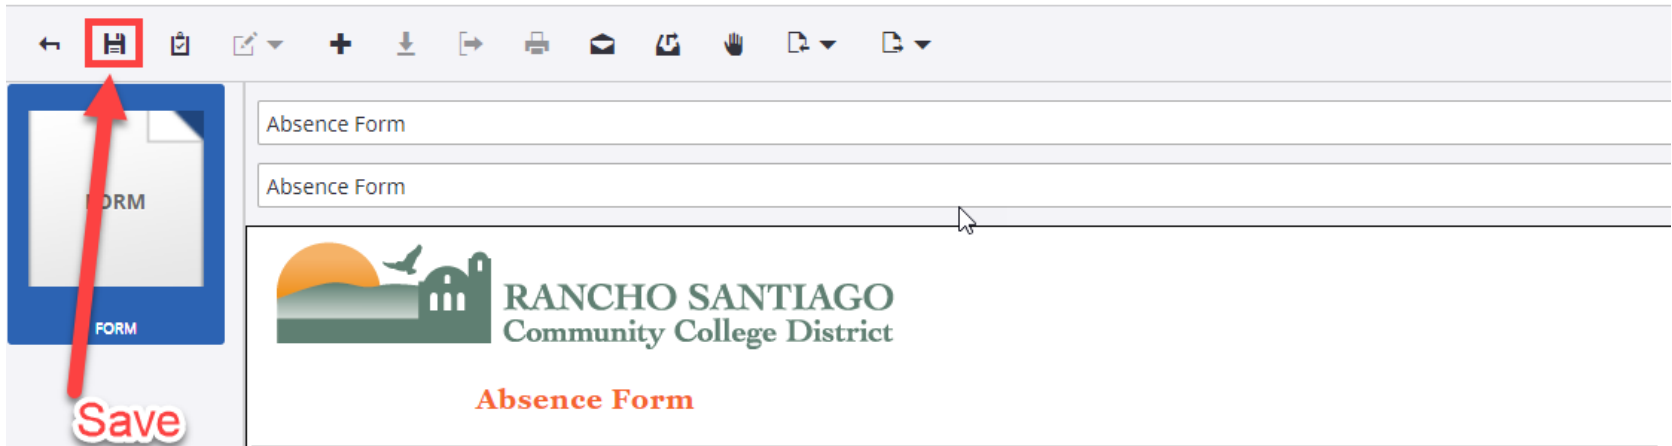 Absence Form
Absence Form
FORM
FORM
RANCHO SANTIAGO
Community College District
Absence Form
Save